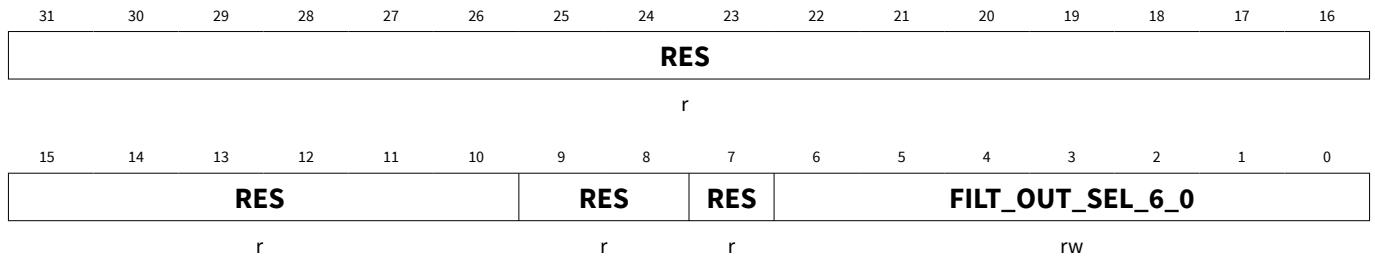 31 30 29 28 27 26 25 24 23 22 21 20 19 18 17 16
RES
r
15 14 13 12 11 10 9 8 7 6 5 4 3 2 1 0
RES RES RES FILT_OUT_SEL_6_0
r r r rw